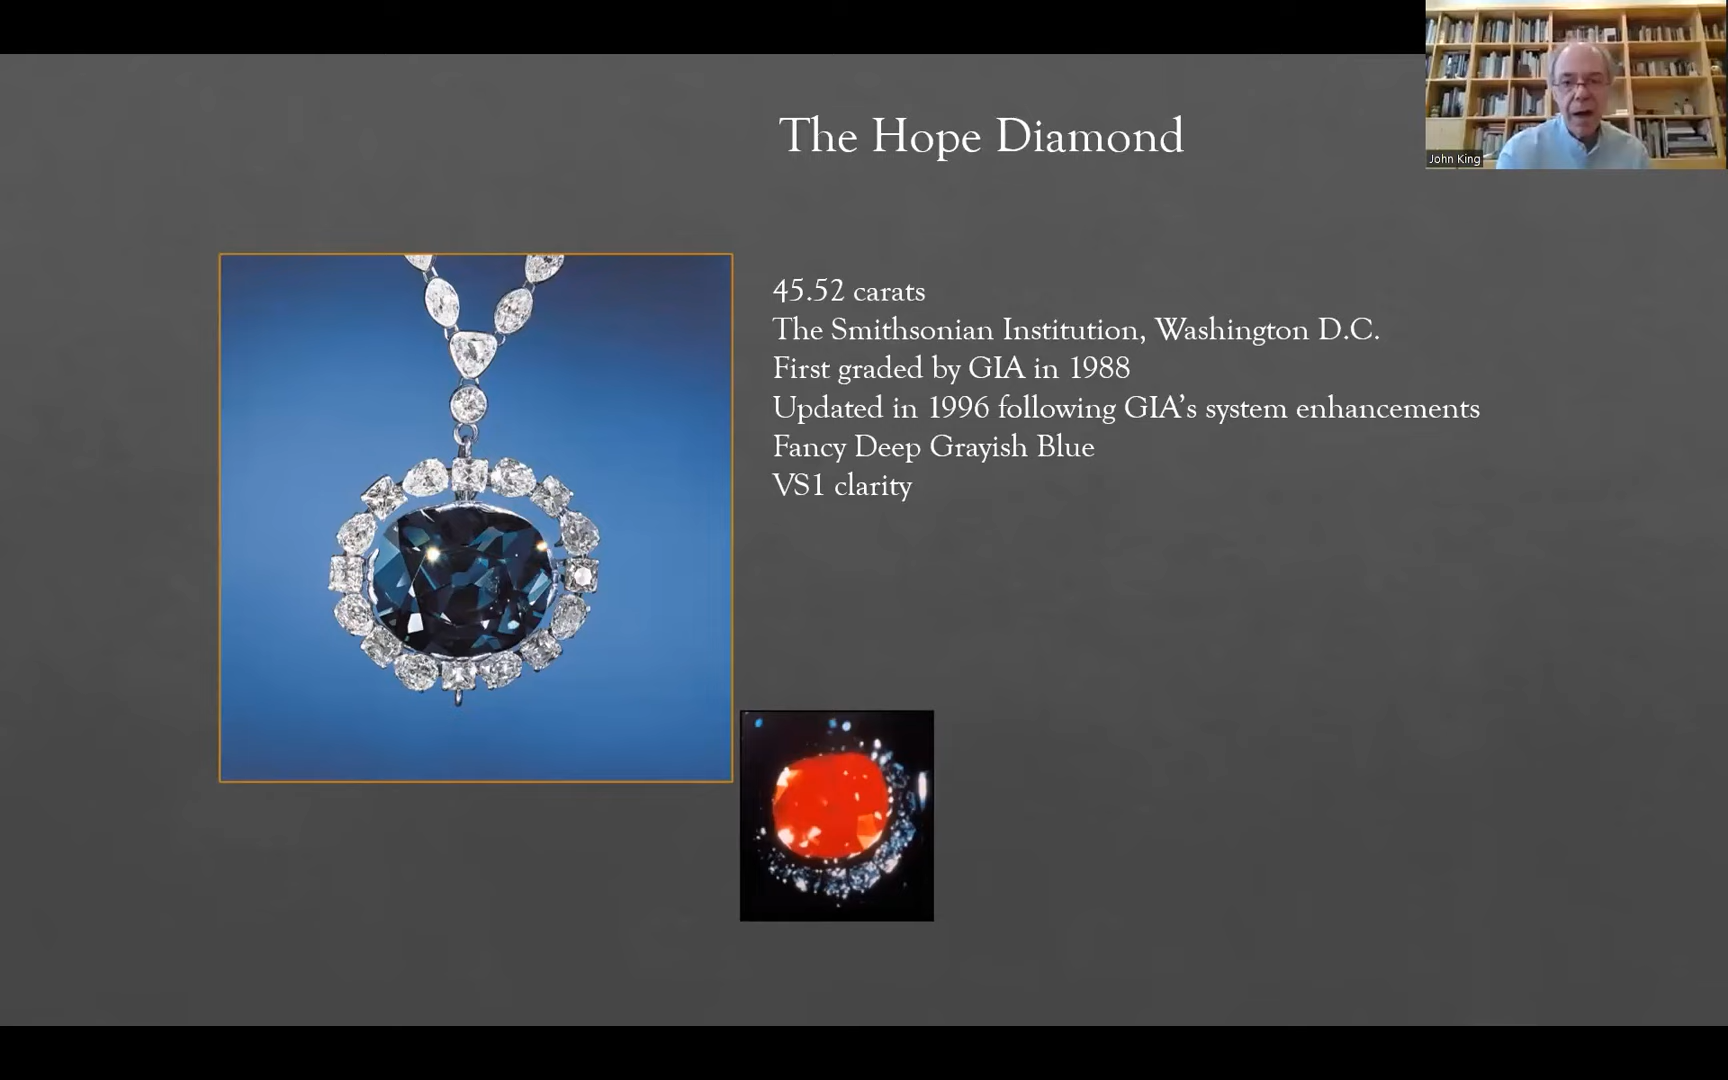 The Hope Diamond
John King
45.52 carats
The Smithsonian Institution, Washington D.C.
First graded by GIA in 1988
Updated in 1996 following GIA's system enhancements
Fancy Deep Grayish Blue
VS1 clarity